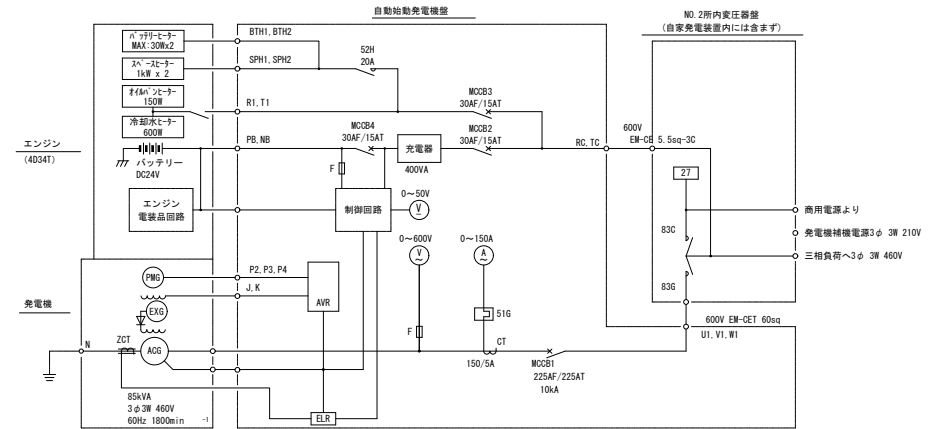 自動始動発電機盤
NO.2所内変圧器盤
(自家発電装置内には含まず)
エンジン
(4D34T)
バッテリーヒーター
MAX:30Wx2
スペースヒーター
1kW x 2
オイルパンヒーター
150W
冷却水ヒーター
600W
バッテリー
DC24V
エンジン
電装品回路
BTH1,BTH2
SPH1,SPH2
R1,T1
PB,NB
52H
20A
MCCB3
30AF/15AT
MCCB4
30AF/15AT
充電器
400VA
MCCB2
30AF/15AT
RC,TC
600V
EM-CE 5.5sq-3C
F
制御回路
0～50V
V
0～600V
V
0～150A
A
27
83C
83G
商用電源より
発電機補機電源3φ 3W 210V
三相負荷へ3φ 3W 460V
発電機
PMG
EXG
ACG
ZCT
N
P2,P3,P4
J,K
AVR
F
51G
CT
150/5A
MCCB1
225AF/225AT
10kA
600V EM-CET 60sq
U1,V1,W1
85kVA
3φ3W 460V
60Hz 1800min -1
ELR